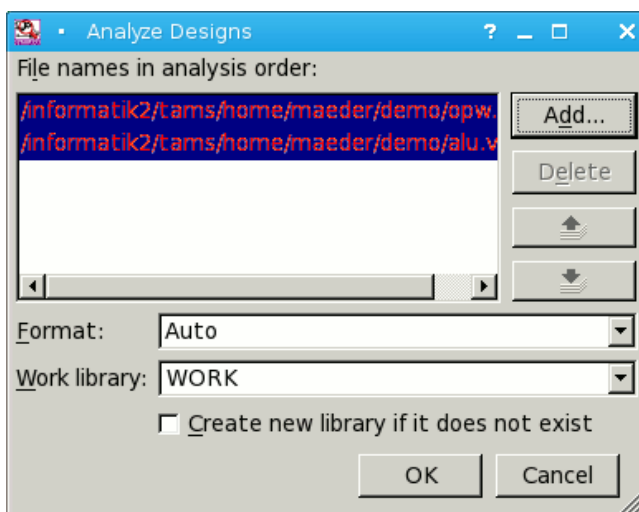 Analyze Designs
File names in analysis order:
/informatik2/tams/home/maeder/demo/opw.
/informatik2/tams/home/maeder/demo/alu.v
Add...
Delete
Format: Auto
Work library: WORK
Create new library if it does not exist
OK Cancel